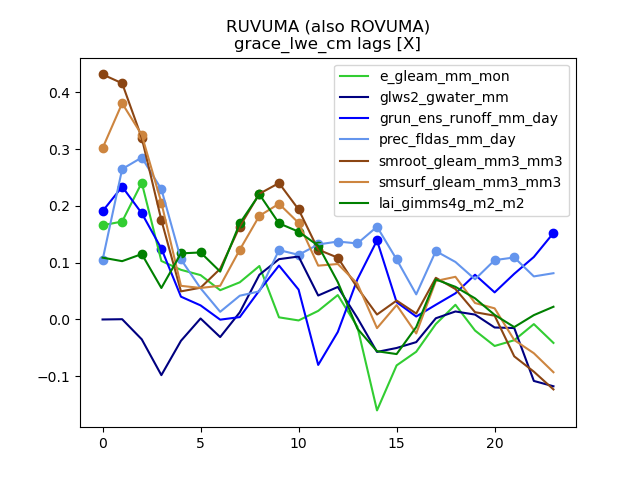 RUVUMA (also ROVUMA)
grace_lwe_cm lags [X]
e_gleam_mm_mon
glws2_gwater_mm
grun_ens_runoff_mm_day
prec_fldas_mm_day
smroot_gleam_mm3_mm3
smsurf_gleam_mm3_mm3
lai_gimms4g_m2_m2
0.4
0.3
0.2
0.1
0.0
−0.1
0 5 10 15 20